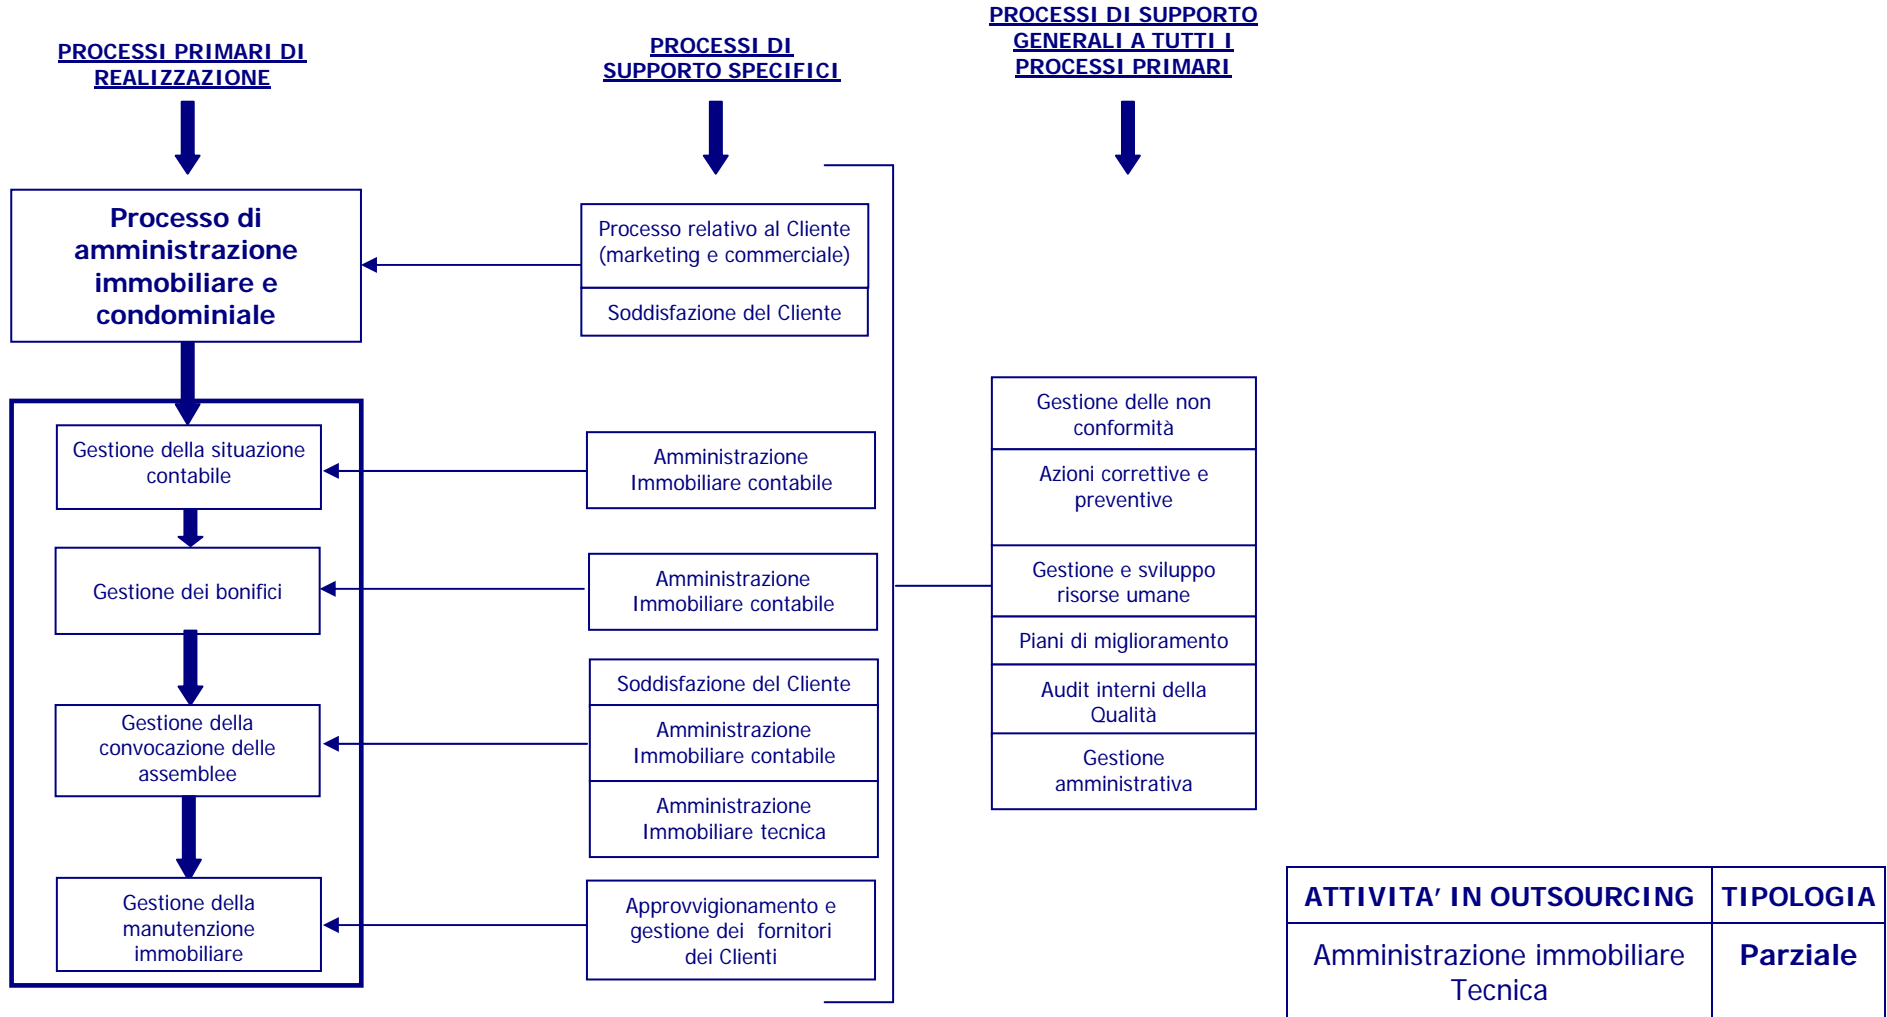 PROCESSI PRIMARI DI
REALIZZAZIONE
PROCESSI DI
SUPPORTO SPECIFICI
PROCESSI DI SUPPORTO
GENERALI A TUTTI I
PROCESSI PRIMARI
Processo di
amministrazione
immobiliare e
condominiale
Processo relativo al Cliente
(marketing e commerciale)
Soddisfazione del Cliente
Gestione della situazione
contabile
Amministrazione
Immobiliare contabile
Gestione dei bonifici
Amministrazione
Immobiliare contabile
Gestione della
convocazione delle
assemblee
Soddisfazione del Cliente
Amministrazione
Immobiliare contabile
Amministrazione
Immobiliare tecnica
Gestione della
manutenzione
immobiliare
Approvvigionamento e
gestione dei fornitori
dei Clienti
Gestione delle non
conformità
Azioni correttive e
preventive
Gestione e sviluppo
risorse umane
Piani di miglioramento
Audit interni della
Qualità
Gestione
amministrativa
ATTIVITA’ IN OUTSOURCING
TIPOLOGIA
Amministrazione immobiliare
Tecnica
Parziale